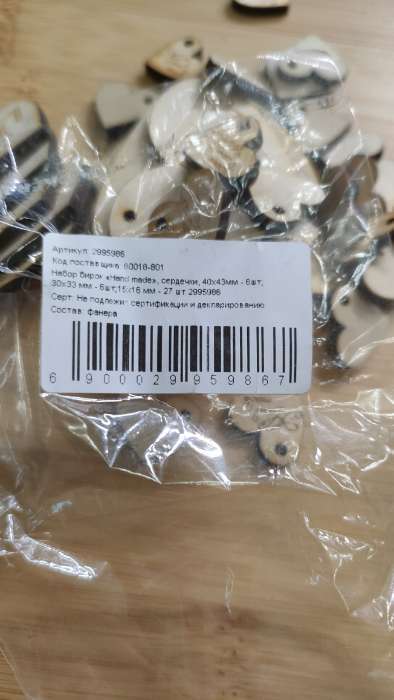 Артикул: 2995986
Код поставщика: 60010-801
Набор бирок «Hand made», сердечки, 40х43мм - 6шт;
30х33 мм - 6шт;15х16 мм - 27 шт 2995986
Серт: Не подлежит сертификации и декларированию
Состав: фанера
6 900029 959867